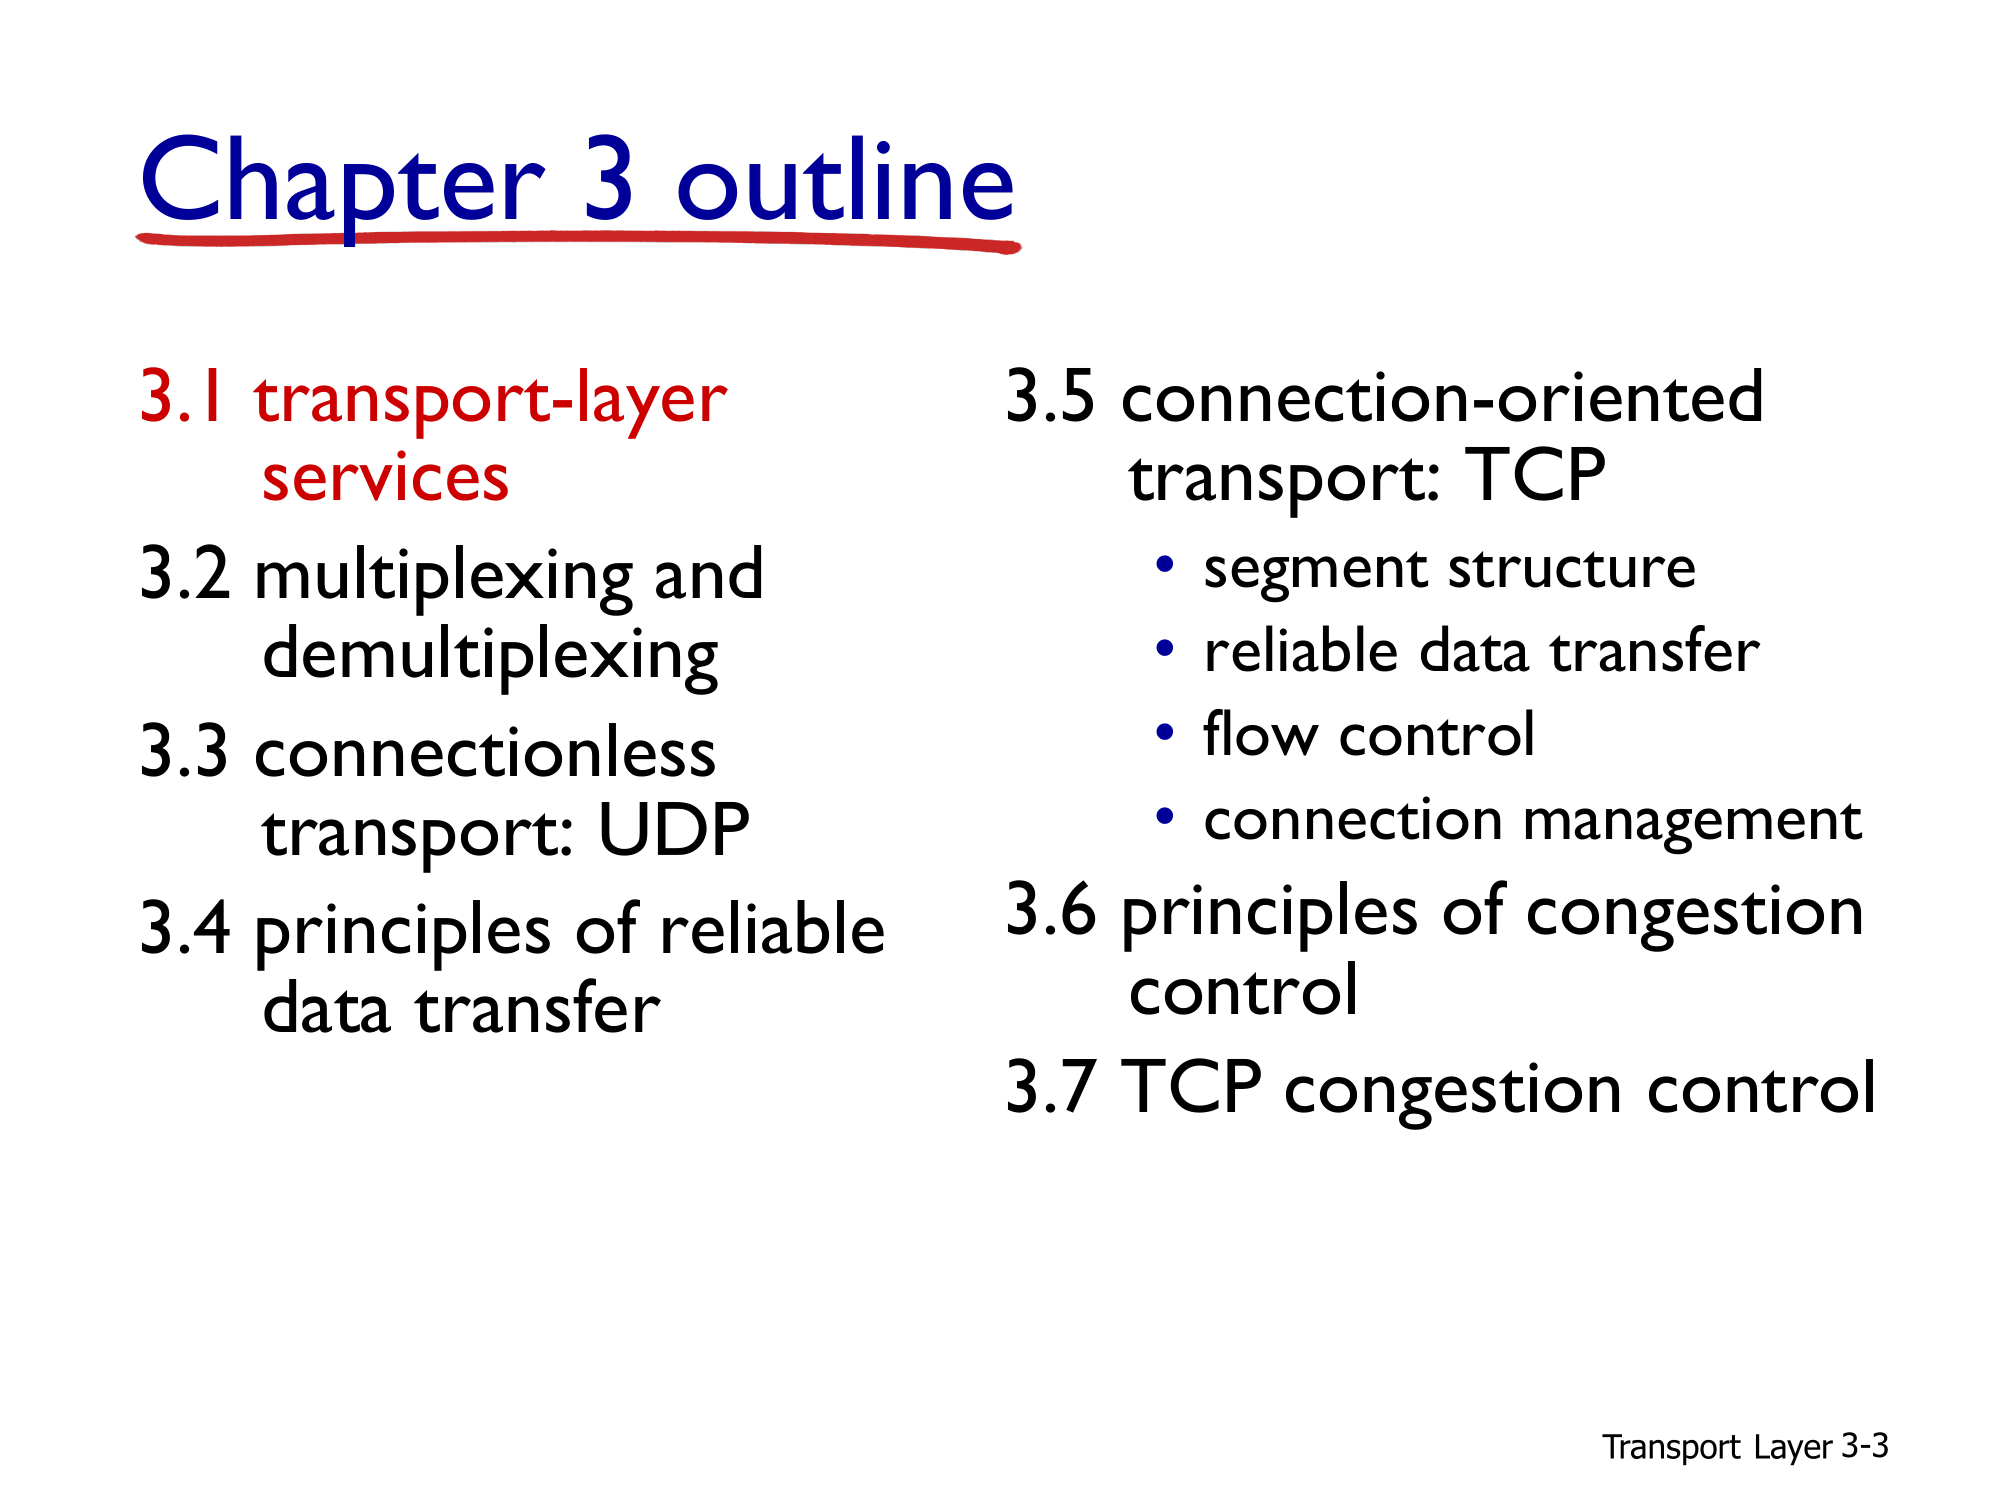 Chapter 3 outline
3.1 transport-layer
services
3.2 multiplexing and
demultiplexing
3.3 connectionless
transport: UDP
3.4 principles of reliable
data transfer
3.5 connection-oriented
transport: TCP
• segment structure
• reliable data transfer
• flow control
• connection management
3.6 principles of congestion
control
3.7 TCP congestion control
Transport Layer 3-3